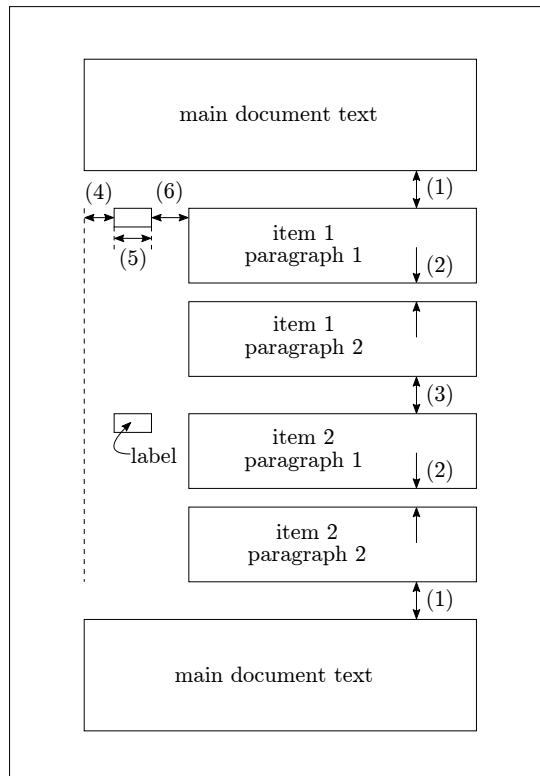 main document text
(1)
(4)
(6)
(5)
item 1
paragraph 1
(2)
item 1
paragraph 2
(3)
label
item 2
paragraph 1
(2)
item 2
paragraph 2
(1)
main document text